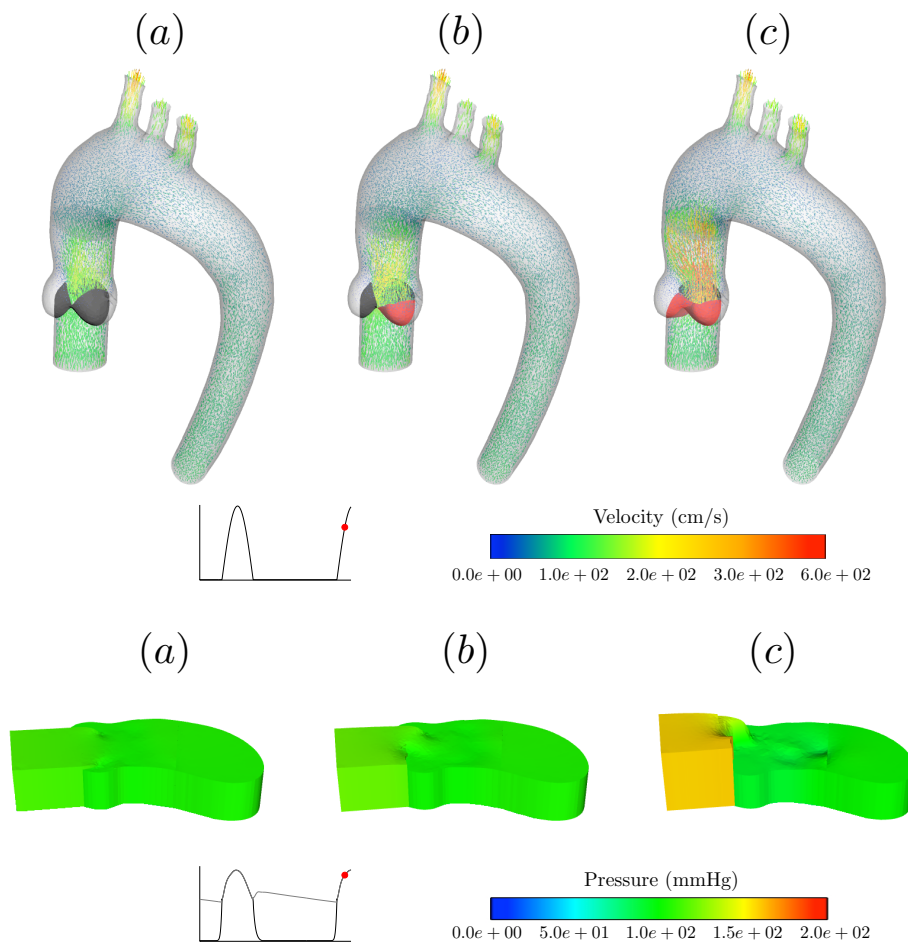 (a) (b) (c)
Velocity (cm/s)
0.0e + 00 1.0e + 02 2.0e + 02 3.0e + 02 6.0e + 02
(a) (b) (c)
Pressure (mmHg)
0.0e + 00 5.0e + 01 1.0e + 02 1.5e + 02 2.0e + 02